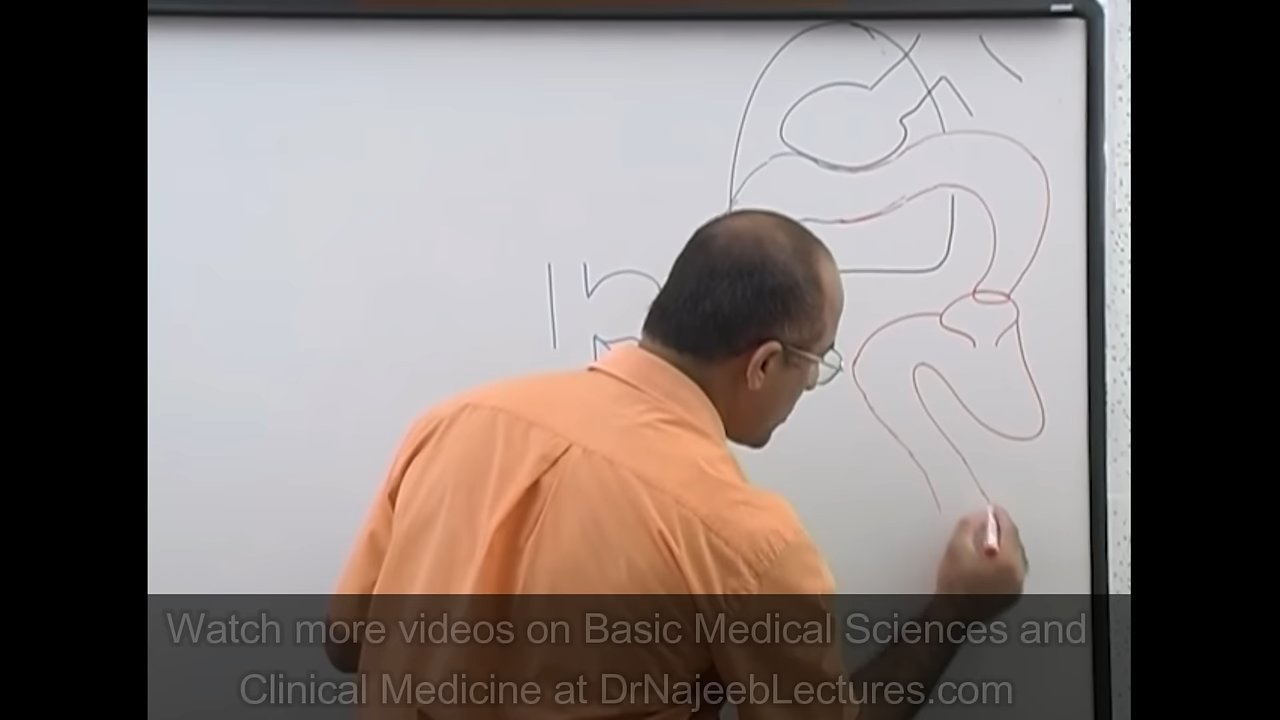 Watch more videos on Basic Medical Sciences and
Clinical Medicine at DrNajeebLectures.com